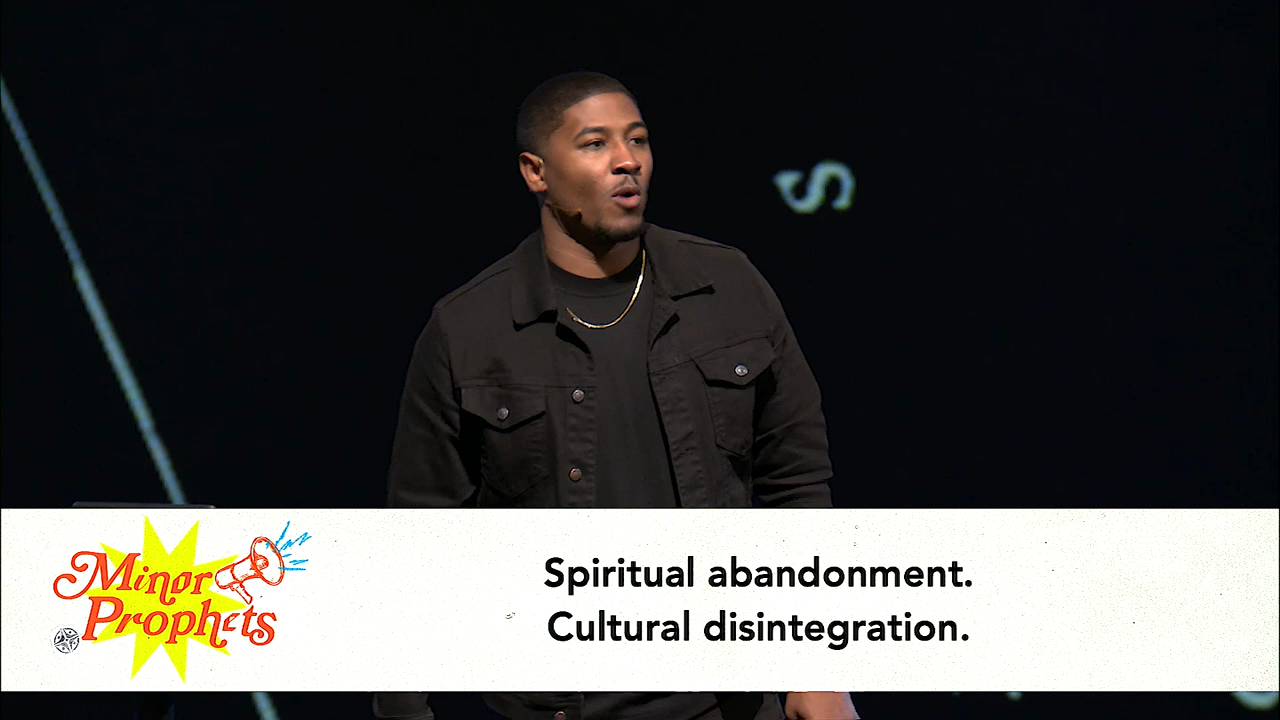 S
Minor
Prophets
Spiritual abandonment.
Cultural disintegration.